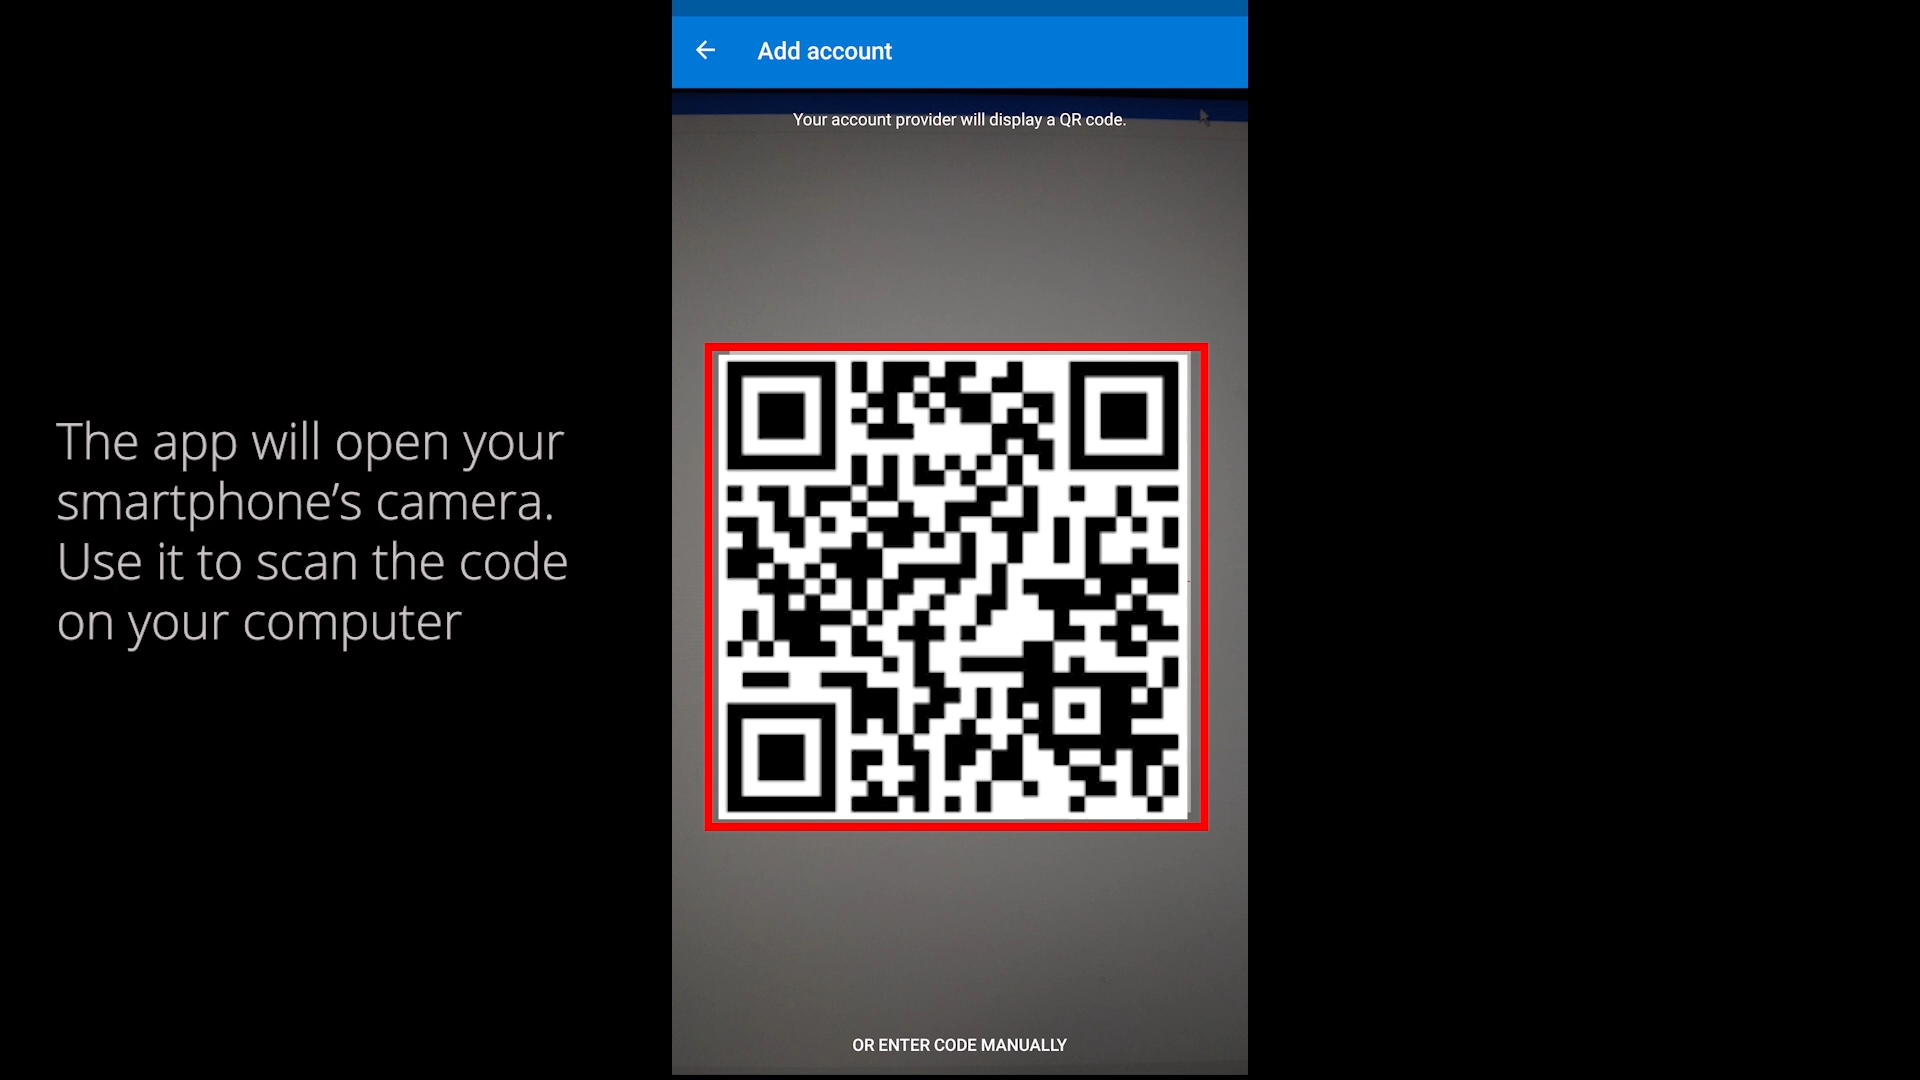 Add account
Your account provider will display a QR code.
The app will open your
smartphone’s camera.
Use it to scan the code
on your computer
OR ENTER CODE MANUALLY